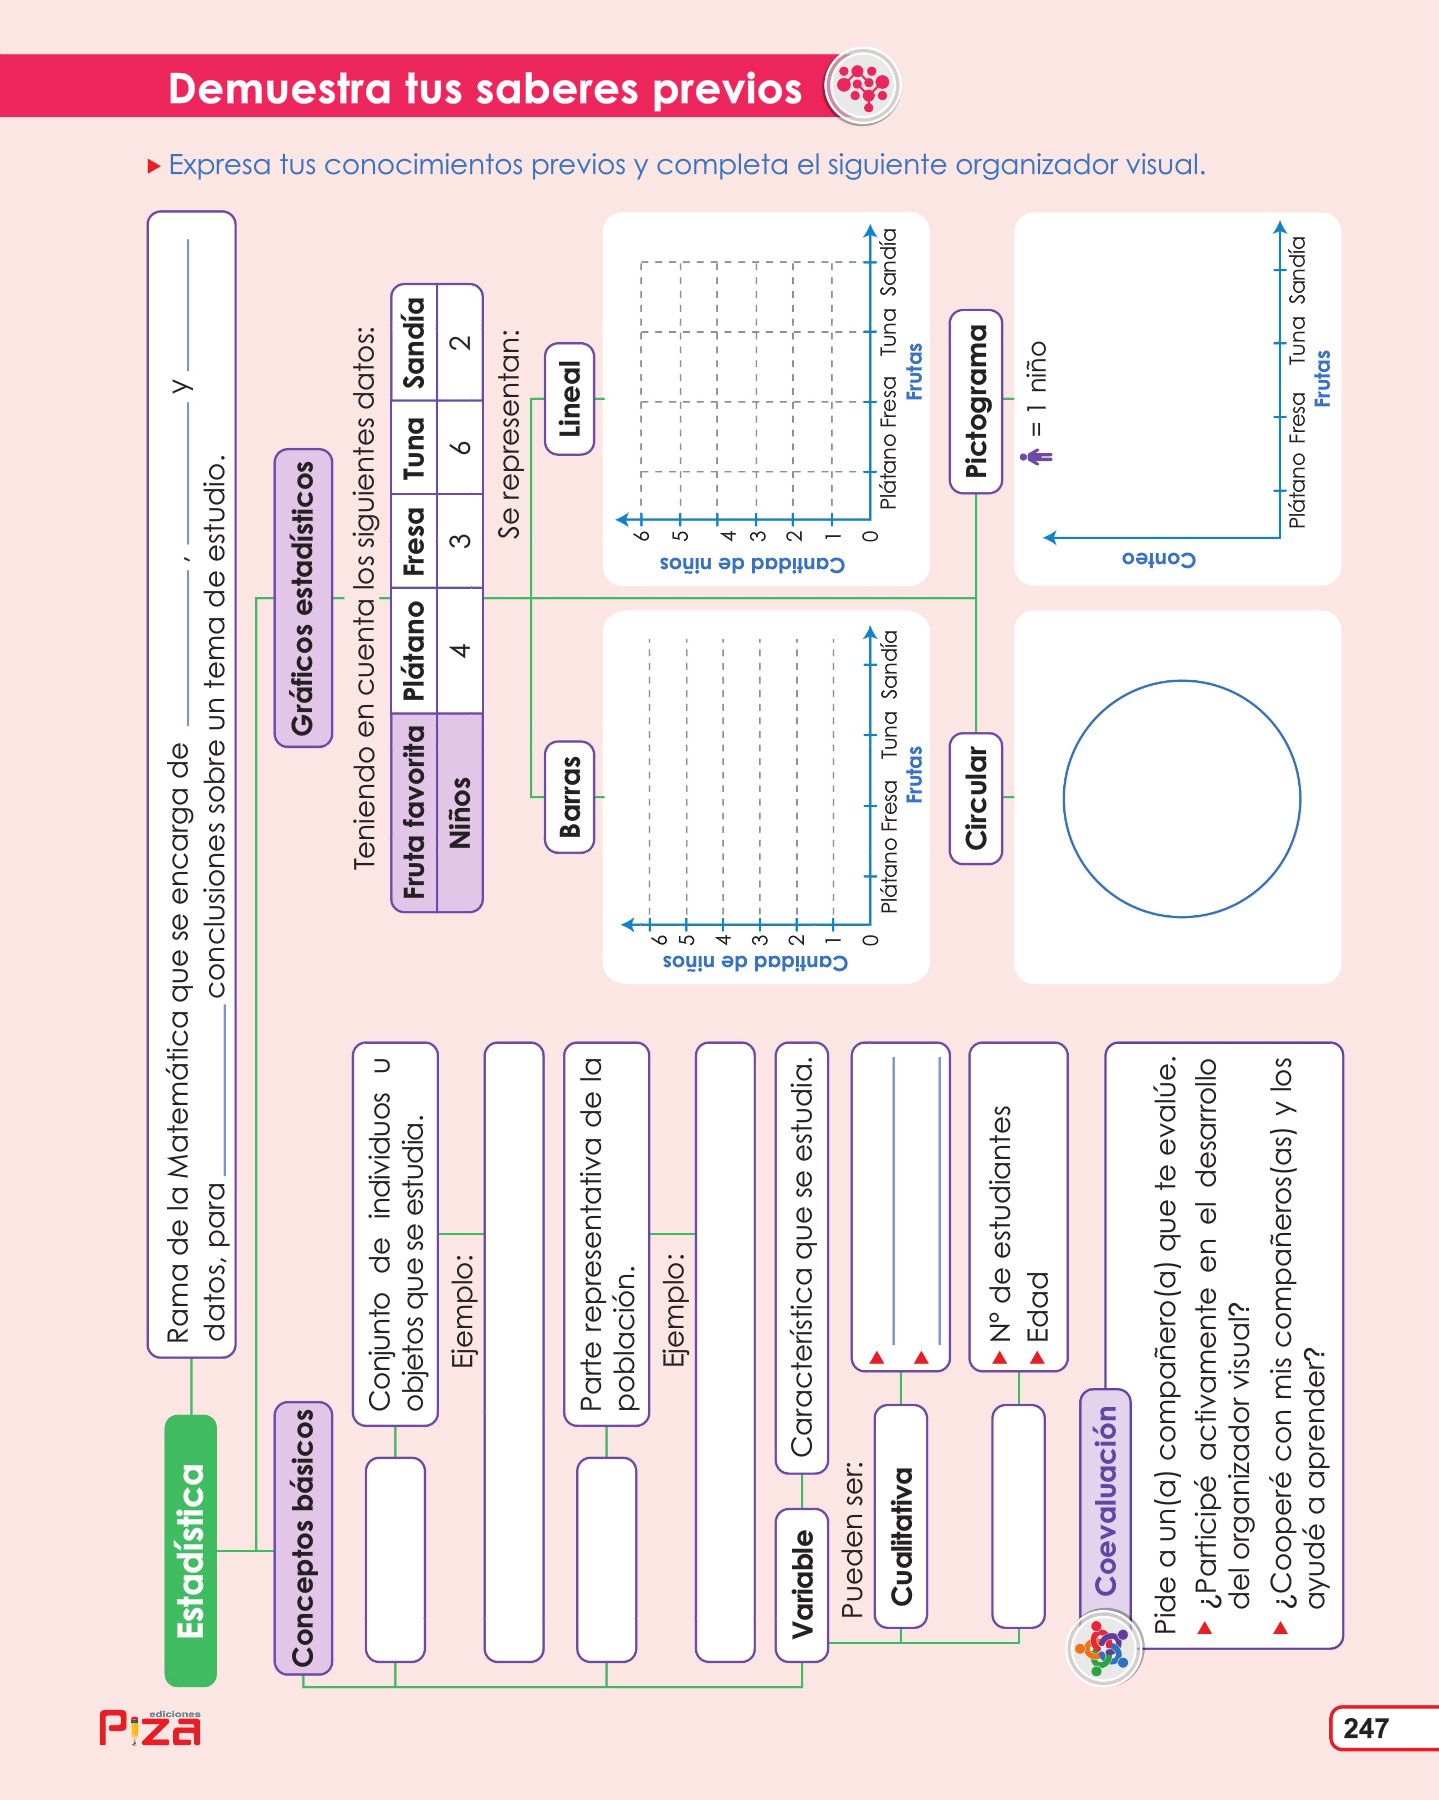 Demuestra tus saberes previos
Expresa tus conocimientos previos y completa el siguiente organizador visual.
Estadística
Rama de la Matemática que se encarga de ________, ________ y ________
datos, para ________ conclusiones sobre un tema de estudio.
Conceptos básicos
Conjunto de individuos u
objetos que se estudia.
Ejemplo:
Parte representativa de la
población.
Ejemplo:
Variable
Característica que se estudia.
Pueden ser:
Cualitativa
Nº de estudiantes
Edad
Coevaluación
Pide a un(a) compañero(a) que te evalúe.
¿Participé activamente en el desarrollo
del organizador visual?
¿Cooperé con mis compañeros(as) y los
ayudé a aprender?
Gráficos estadísticos
Teniendo en cuenta los siguientes datos:
Fruta favorita Plátano Fresa Tuna Sandía
Niños 4 3 6 2
Se representan:
Barras
Cantidad de niños
6
5
4
3
2
1
0
Plátano Fresa Tuna Sandía
Frutas
Lineal
Cantidad de niños
6
5
4
3
2
1
0
Plátano Fresa Tuna Sandía
Frutas
Circular
Pictograma
= 1 niño
Conteo
Plátano Fresa Tuna Sandía
Frutas
ediciones
Piza
247